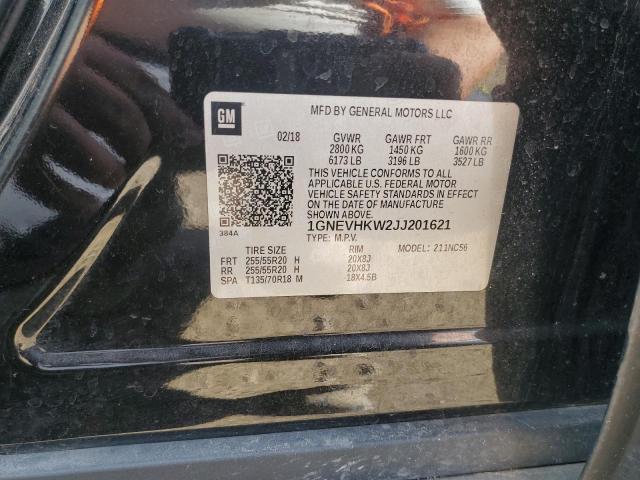 GM
MFD BY GENERAL MOTORS LLC
02/18 GVWR GAWR FRT GAWR RR
2800 KG 1450 KG 1600 KG
6173 LB 3196 LB 3527 LB
THIS VEHICLE CONFORMS TO ALL
APPLICABLE U.S. FEDERAL MOTOR
VEHICLE SAFETY STANDARDS IN EFFECT
ON THE DATE OF MANUFACTURE SHOWN ABOVE.
384A 1GNEVHKW2JJ201621
TYPE: M.P.V. MODEL: 211NC56
TIRE SIZE RIM
FRT 255/55R20 H 20X8J
RR 255/55R20 H 20X8J
SPA T135/70R18 M 18X4.5B